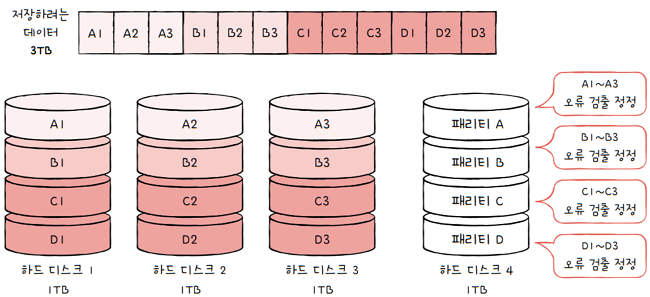 저장하려는
데이터
3TB
A1 A2 A3 B1 B2 B3 C1 C2 C3 D1 D2 D3
A1 A2 A3 패리티 A
B1 B2 B3 패리티 B
C1 C2 C3 패리티 C
D1 D2 D3 패리티 D
A1~A3
오류 검출 정정
B1~B3
오류 검출 정정
C1~C3
오류 검출 정정
D1~D3
오류 검출 정정
하드 디스크 1 하드 디스크 2 하드 디스크 3 하드 디스크 4
1TB 1TB 1TB 1TB